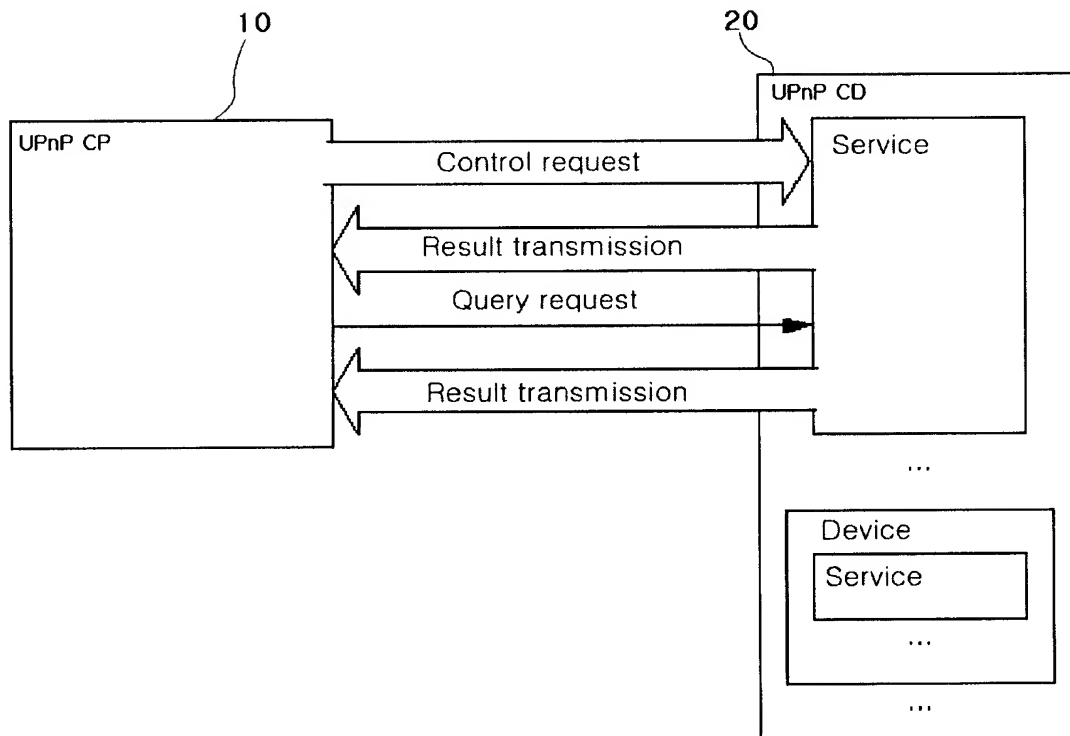 10
20
UPnP CP
UPnP CD
Control request
Service
Result transmission
Query request
Result transmission
...
Device
Service
...
...